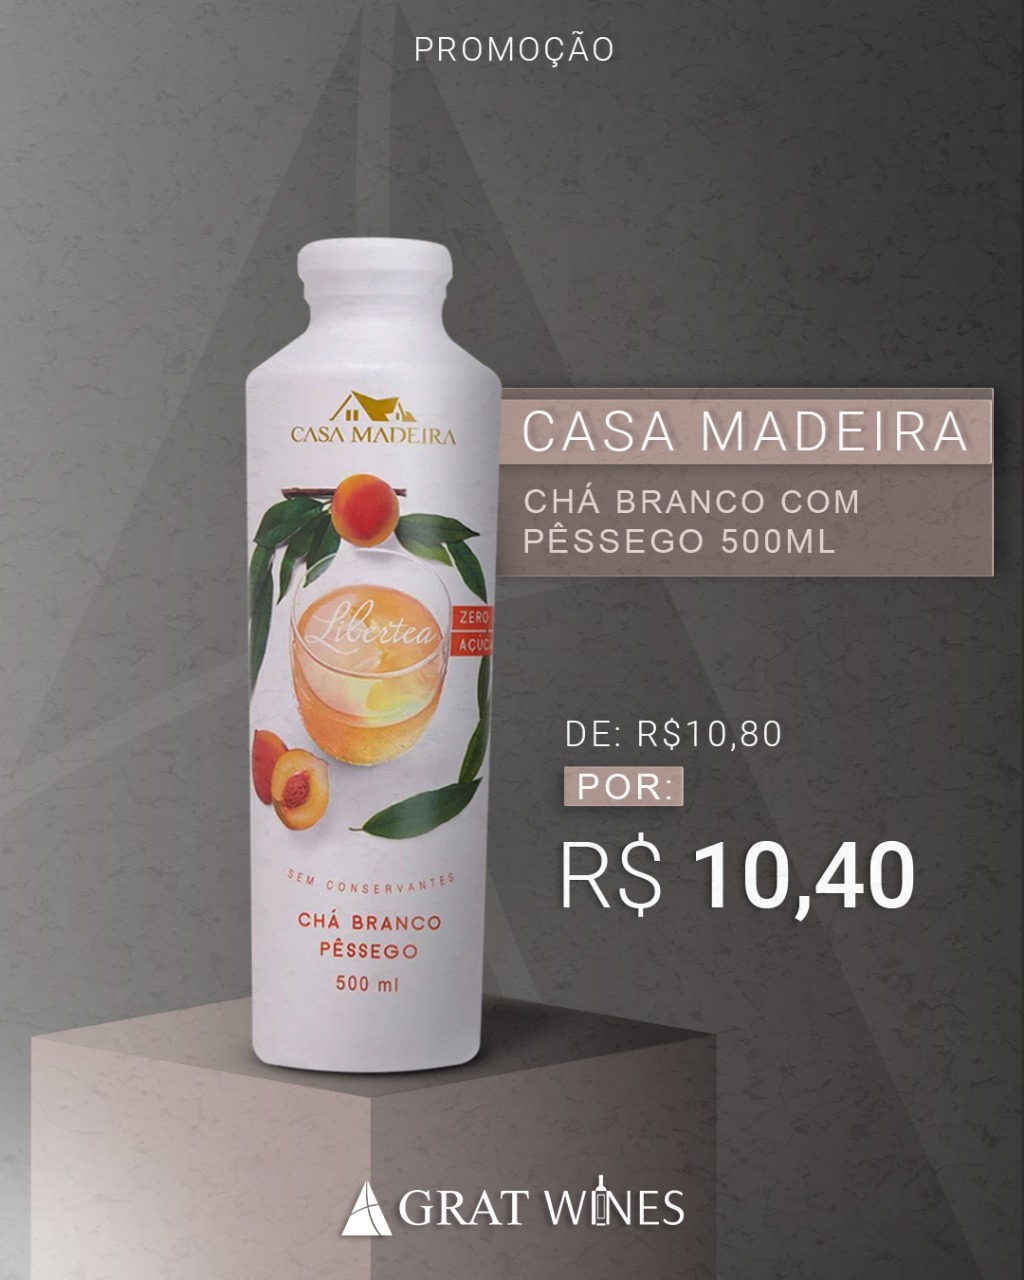 PROMOÇÃO
CASA MADEIRA
CASA MADEIRA
CHÁ BRANCO COM
PÊSSEGO 500ML
Libertea
ZERO
SEM CONSERVANTES
CHÁ BRANCO
PÊSSEGO
500 ml
DE: R$10,80
POR:
R$ 10,40
GRAT WINES